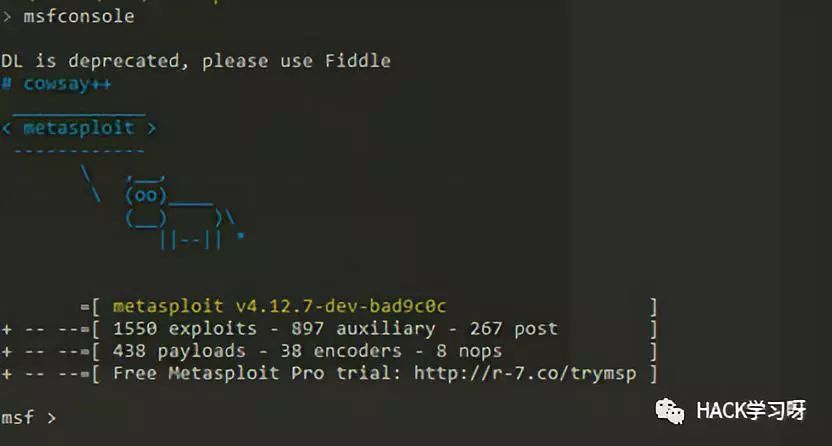 > msfconsole
DL is deprecated, please use Fiddle
# cowsay++
 ____________
< metasploit >
 ------------
       \   ,__,
        \  (oo)____
           (__)    )\
              ||--|| *
       =[ metasploit v4.12.7-dev-bad9c0c                  ]
+ -- --=[ 1550 exploits - 897 auxiliary - 267 post        ]
+ -- --=[ 438 payloads - 38 encoders - 8 nops             ]
+ -- --=[ Free Metasploit Pro trial: http://r-7.co/trymsp ]
msf >
HACK学习呀